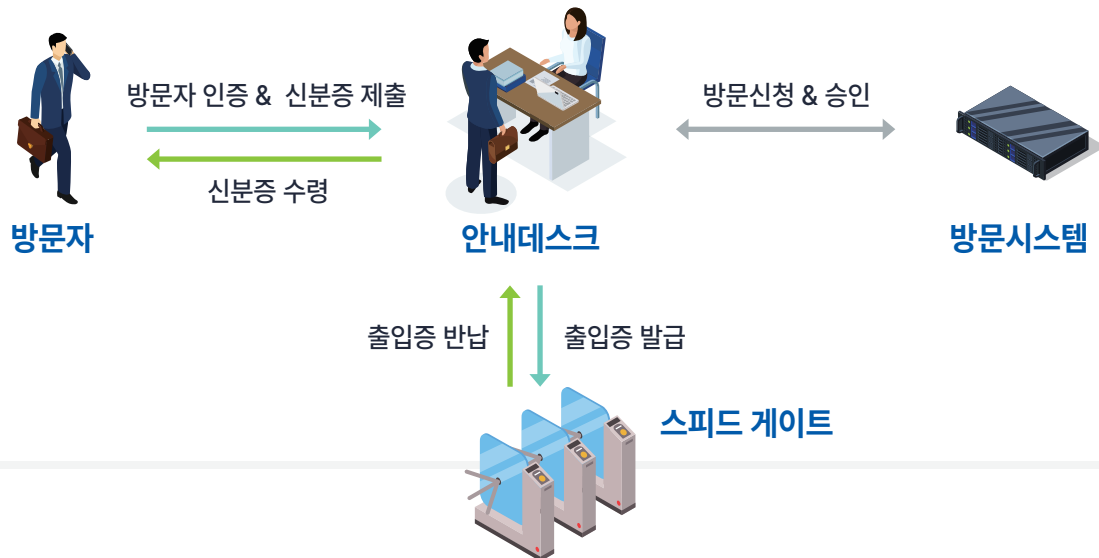 방문자 인증 & 신분증 제출
신분증 수령
방문신청 & 승인
방문자
안내데스크
방문시스템
출입증 반납
출입증 발급
스피드 게이트